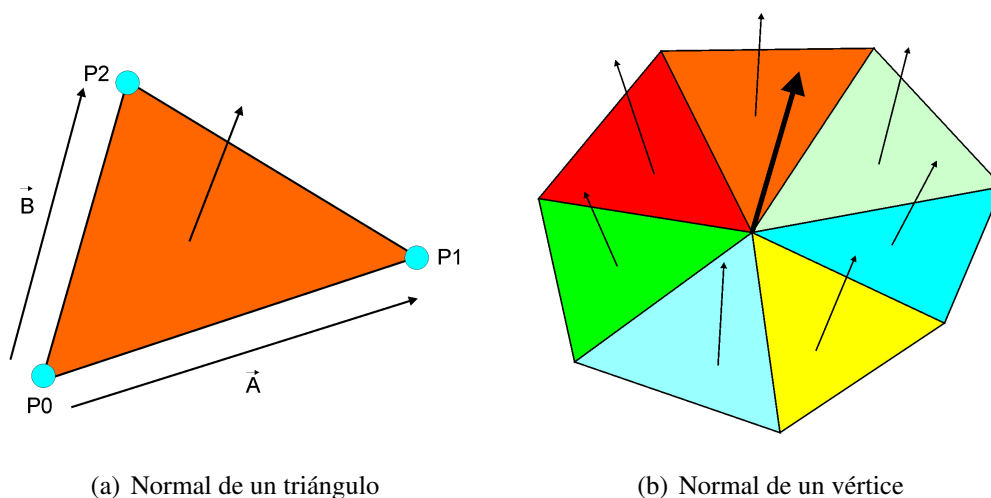 P2
B
P1
A
P0
(a) Normal de un triángulo
(b) Normal de un vértice